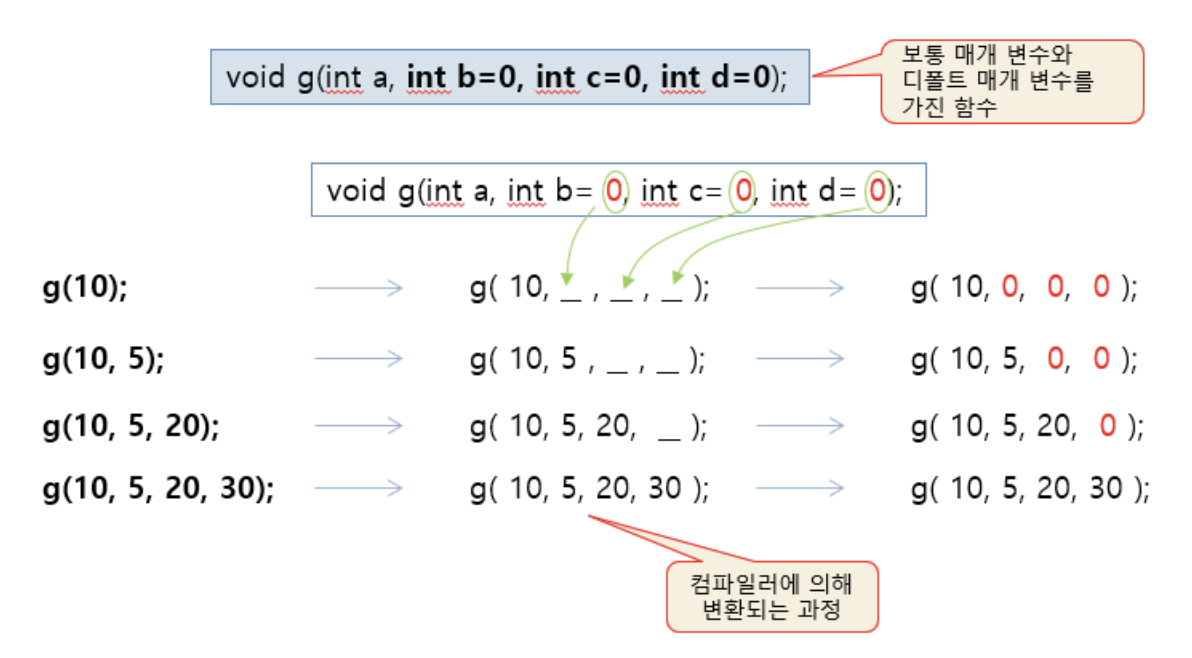 void g(int a, int b=0, int c=0, int d=0);
보통 매개 변수와
디폴트 매개 변수를
가진 함수
void g(int a, int b= 0, int c= 0, int d= 0);
g(10); g( 10, _ , _ , _ ); g( 10, 0, 0, 0 );
g(10, 5); g( 10, 5 , _ , _ ); g( 10, 5, 0, 0 );
g(10, 5, 20); g( 10, 5, 20, _ ); g( 10, 5, 20, 0 );
g(10, 5, 20, 30); g( 10, 5, 20, 30 ); g( 10, 5, 20, 30 );
컴파일러에 의해
변환되는 과정